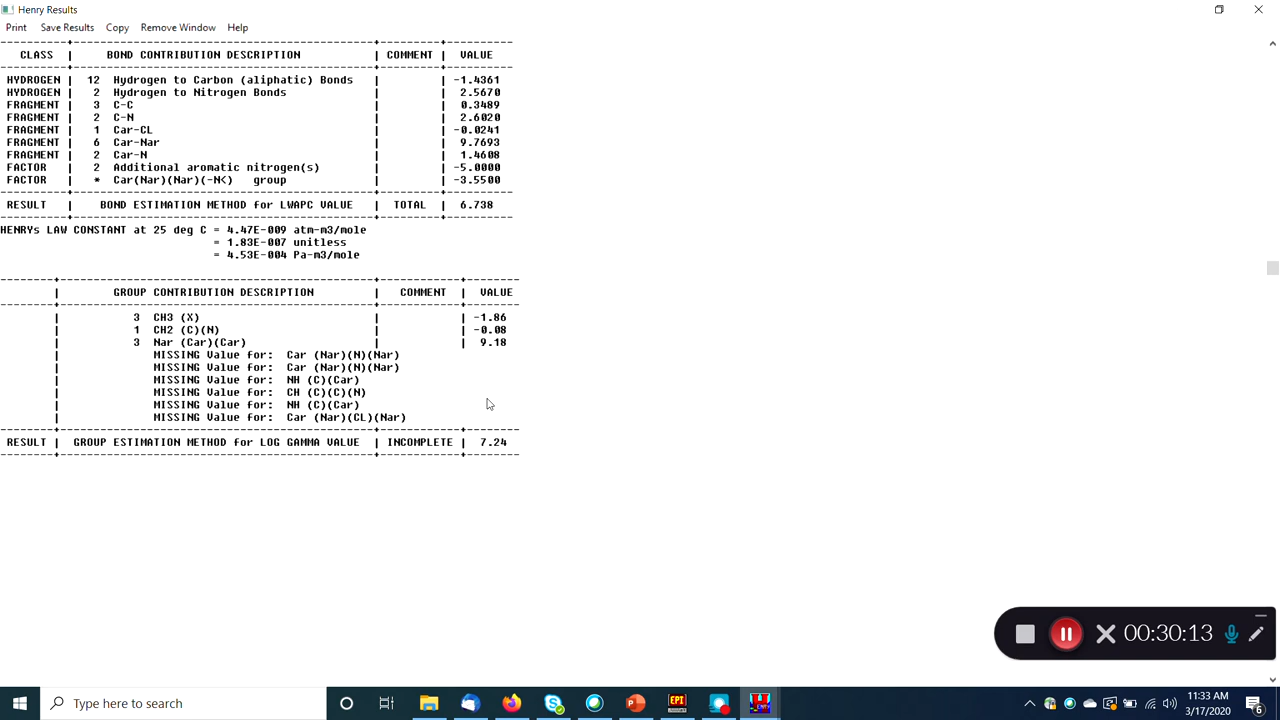 Henry Results
Print Save Results Copy Remove Window Help
--------+-----------------------------------------+---------+----------
CLASS | BOND CONTRIBUTION DESCRIPTION | COMMENT | VALUE
--------+-----------------------------------------+---------+----------
HYDROGEN | 12 Hydrogen to Carbon (aliphatic) Bonds | | -1.4361
HYDROGEN | 2 Hydrogen to Nitrogen Bonds | | 2.5670
FRAGMENT | 3 C-C | | 0.3489
FRAGMENT | 2 C-N | | 2.6020
FRAGMENT | 1 Car-CL | | -0.0241
FRAGMENT | 6 Car-Nar | | 9.7693
FRAGMENT | 2 Car-N | | 1.4608
FACTOR | 2 Additional aromatic nitrogen(s) | | -5.0000
FACTOR | * Car(Nar)(Nar)(-N<) group | | -3.5500
--------+-----------------------------------------+---------+----------
RESULT | BOND ESTIMATION METHOD for LWAPC VALUE | TOTAL | 6.738
--------+-----------------------------------------+---------+----------
HENRYs LAW CONSTANT at 25 deg C = 4.47E-009 atm-m3/mole
= 1.83E-007 unitless
= 4.53E-004 Pa-m3/mole
--------+-----------------------------------------+---------+----------
| GROUP CONTRIBUTION DESCRIPTION | COMMENT | VALUE
--------+-----------------------------------------+---------+----------
| 3 CH3 (X) | | -1.86
| 1 CH2 (C)(N) | | -0.08
| 3 Nar (Car)(Car) | | 9.18
| MISSING Value for: Car (Nar)(N)(Nar)
| MISSING Value for: Car (Nar)(N)(Nar)
| MISSING Value for: NH (C)(Car)
| MISSING Value for: CH (C)(C)(N)
| MISSING Value for: NH (C)(Car)
| MISSING Value for: Car (Nar)(CL)(Nar)
--------+-----------------------------------------+---------+----------
RESULT | GROUP ESTIMATION METHOD for LOG GAMMA VALUE | INCOMPLETE | 7.24
--------+-----------------------------------------+---------+----------
00:30:13
Type here to search
EPI
11:33 AM
3/17/2020
6